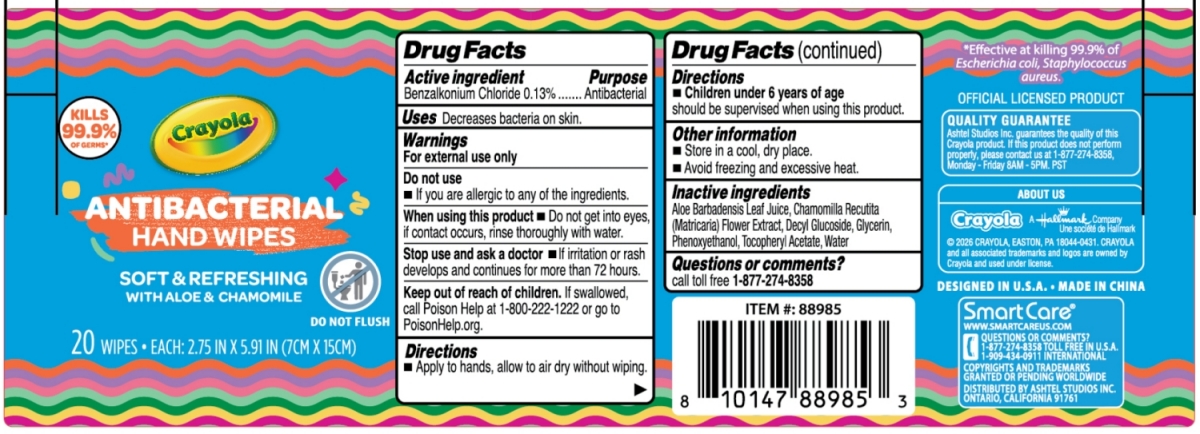 KILLS
99.9%
OF GERMS*
Crayola
ANTIBACTERIAL
HAND WIPES
SOFT & REFRESHING
WITH ALOE & CHAMOMILE
DO NOT FLUSH
20 WIPES • EACH: 2.75 IN X 5.91 IN (7CM X 15CM)
Drug Facts
Active ingredient Purpose
Benzalkonium Chloride 0.13% ....... Antibacterial
Uses Decreases bacteria on skin.
Warnings
For external use only
Do not use
■ If you are allergic to any of the ingredients.
When using this product ■ Do not get into eyes,
if contact occurs, rinse thoroughly with water.
Stop use and ask a doctor ■ If irritation or rash
develops and continues for more than 72 hours.
Keep out of reach of children. If swallowed,
call Poison Help at 1-800-222-1222 or go to
PoisonHelp.org.
Directions
■ Apply to hands, allow to air dry without wiping.
Drug Facts (continued)
Directions
■ Children under 6 years of age
should be supervised when using this product.
Other information
■ Store in a cool, dry place.
■ Avoid freezing and excessive heat.
Inactive ingredients
Aloe Barbadensis Leaf Juice, Chamomilla Recutita
(Matricaria) Flower Extract, Decyl Glucoside, Glycerin,
Phenoxyethanol, Tocopheryl Acetate, Water
Questions or comments?
call toll free 1-877-274-8358
ITEM #: 88985
8 10147 88985 3
*Effective at killing 99.9% of
Escherichia coli, Staphylococcus
aureus.
OFFICIAL LICENSED PRODUCT
QUALITY GUARANTEE
Ashtel Studios Inc. guarantees the quality of this
Crayola product. If this product does not perform
properly, please contact us at 1-877-274-8358,
Monday - Friday 8AM - 5PM. PST
ABOUT US
Crayola A Hallmark Company
Une société de Hallmark
© 2026 CRAYOLA, EASTON, PA 18044-0431. CRAYOLA
and all associated trademarks and logos are owned by
Crayola and used under license.
DESIGNED IN U.S.A. • MADE IN CHINA
SmartCare®
WWW.SMARTCAREUS.COM
QUESTIONS OR COMMENTS?
1-877-274-8358 TOLL FREE IN U.S.A.
1-909-434-0911 INTERNATIONAL
COPYRIGHTS AND TRADEMARKS
GRANTED OR PENDING WORLDWIDE
DISTRIBUTED BY ASHTEL STUDIOS INC.
ONTARIO, CALIFORNIA 91761